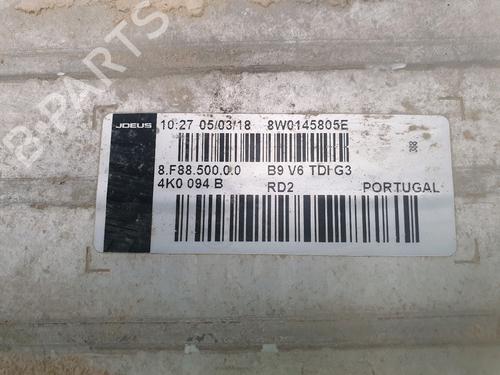 B-PARTS
JDEUS 10:27 05/03/18 8W0145805E
8.F88.500.0.0 B9 V6 TDI G3
4K0 094 B RD2 PORTUGAL